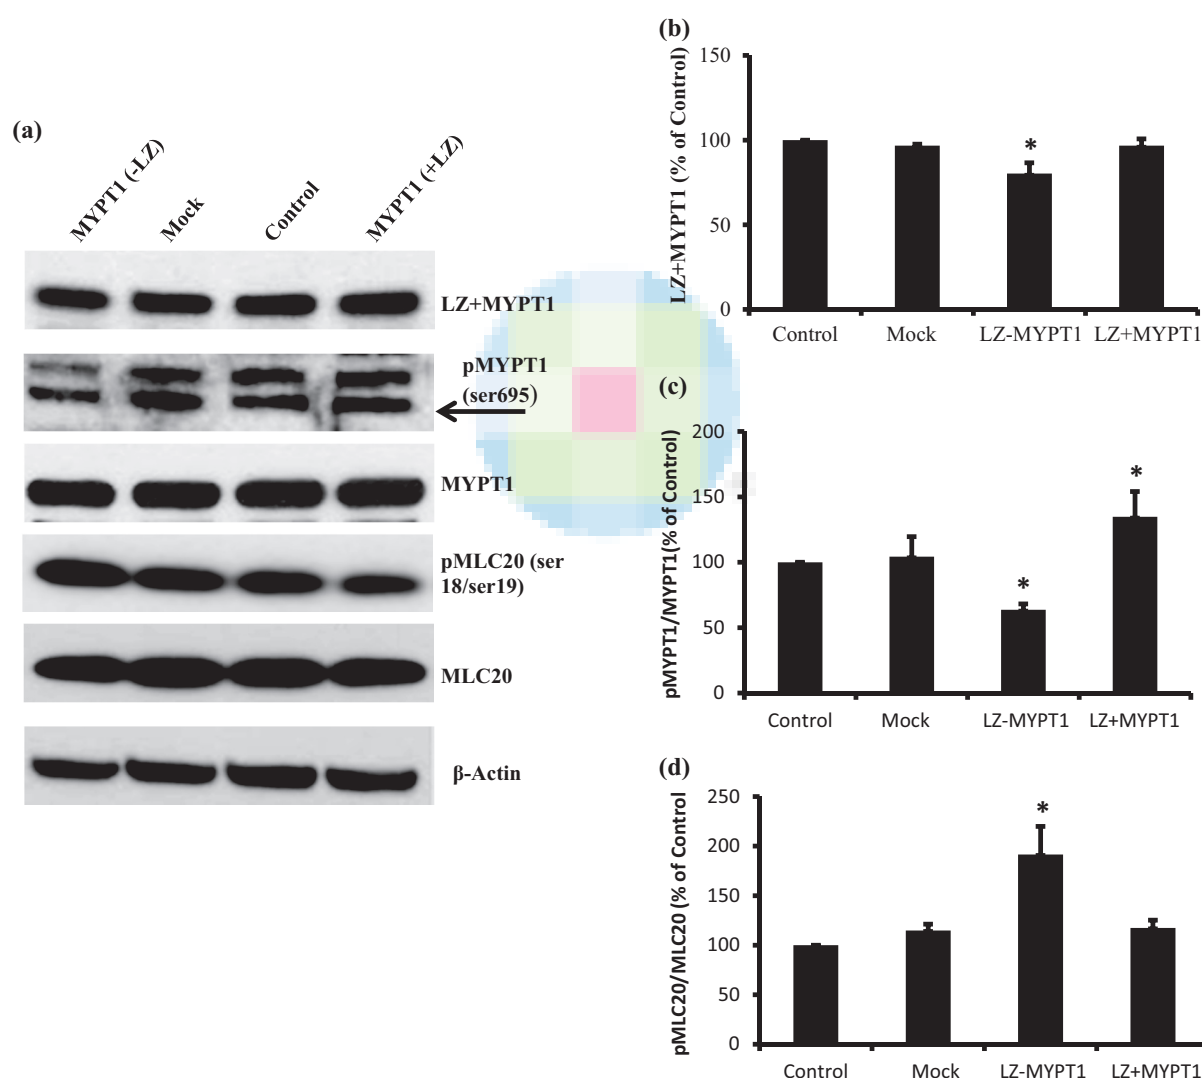 (a)
MYPT1 (-LZ)
Mock
Control
MYPT1 (+LZ)
LZ+MYPT1
pMYPT1
(ser695)
MYPT1
pMLC20 (ser
18/ser19)
MLC20
β-Actin
(b)
LZ+MYPT1 (% of Control)
150
100
50
0
*
Control Mock LZ-MYPT1 LZ+MYPT1
(c)
pMYPT1/MYPT1(% of Control)
200
150
100
50
0
*
*
Control Mock LZ-MYPT1 LZ+MYPT1
(d)
pMLC20/MLC20 (% of Control
250
200
150
100
50
0
*
Control Mock LZ-MYPT1 LZ+MYPT1